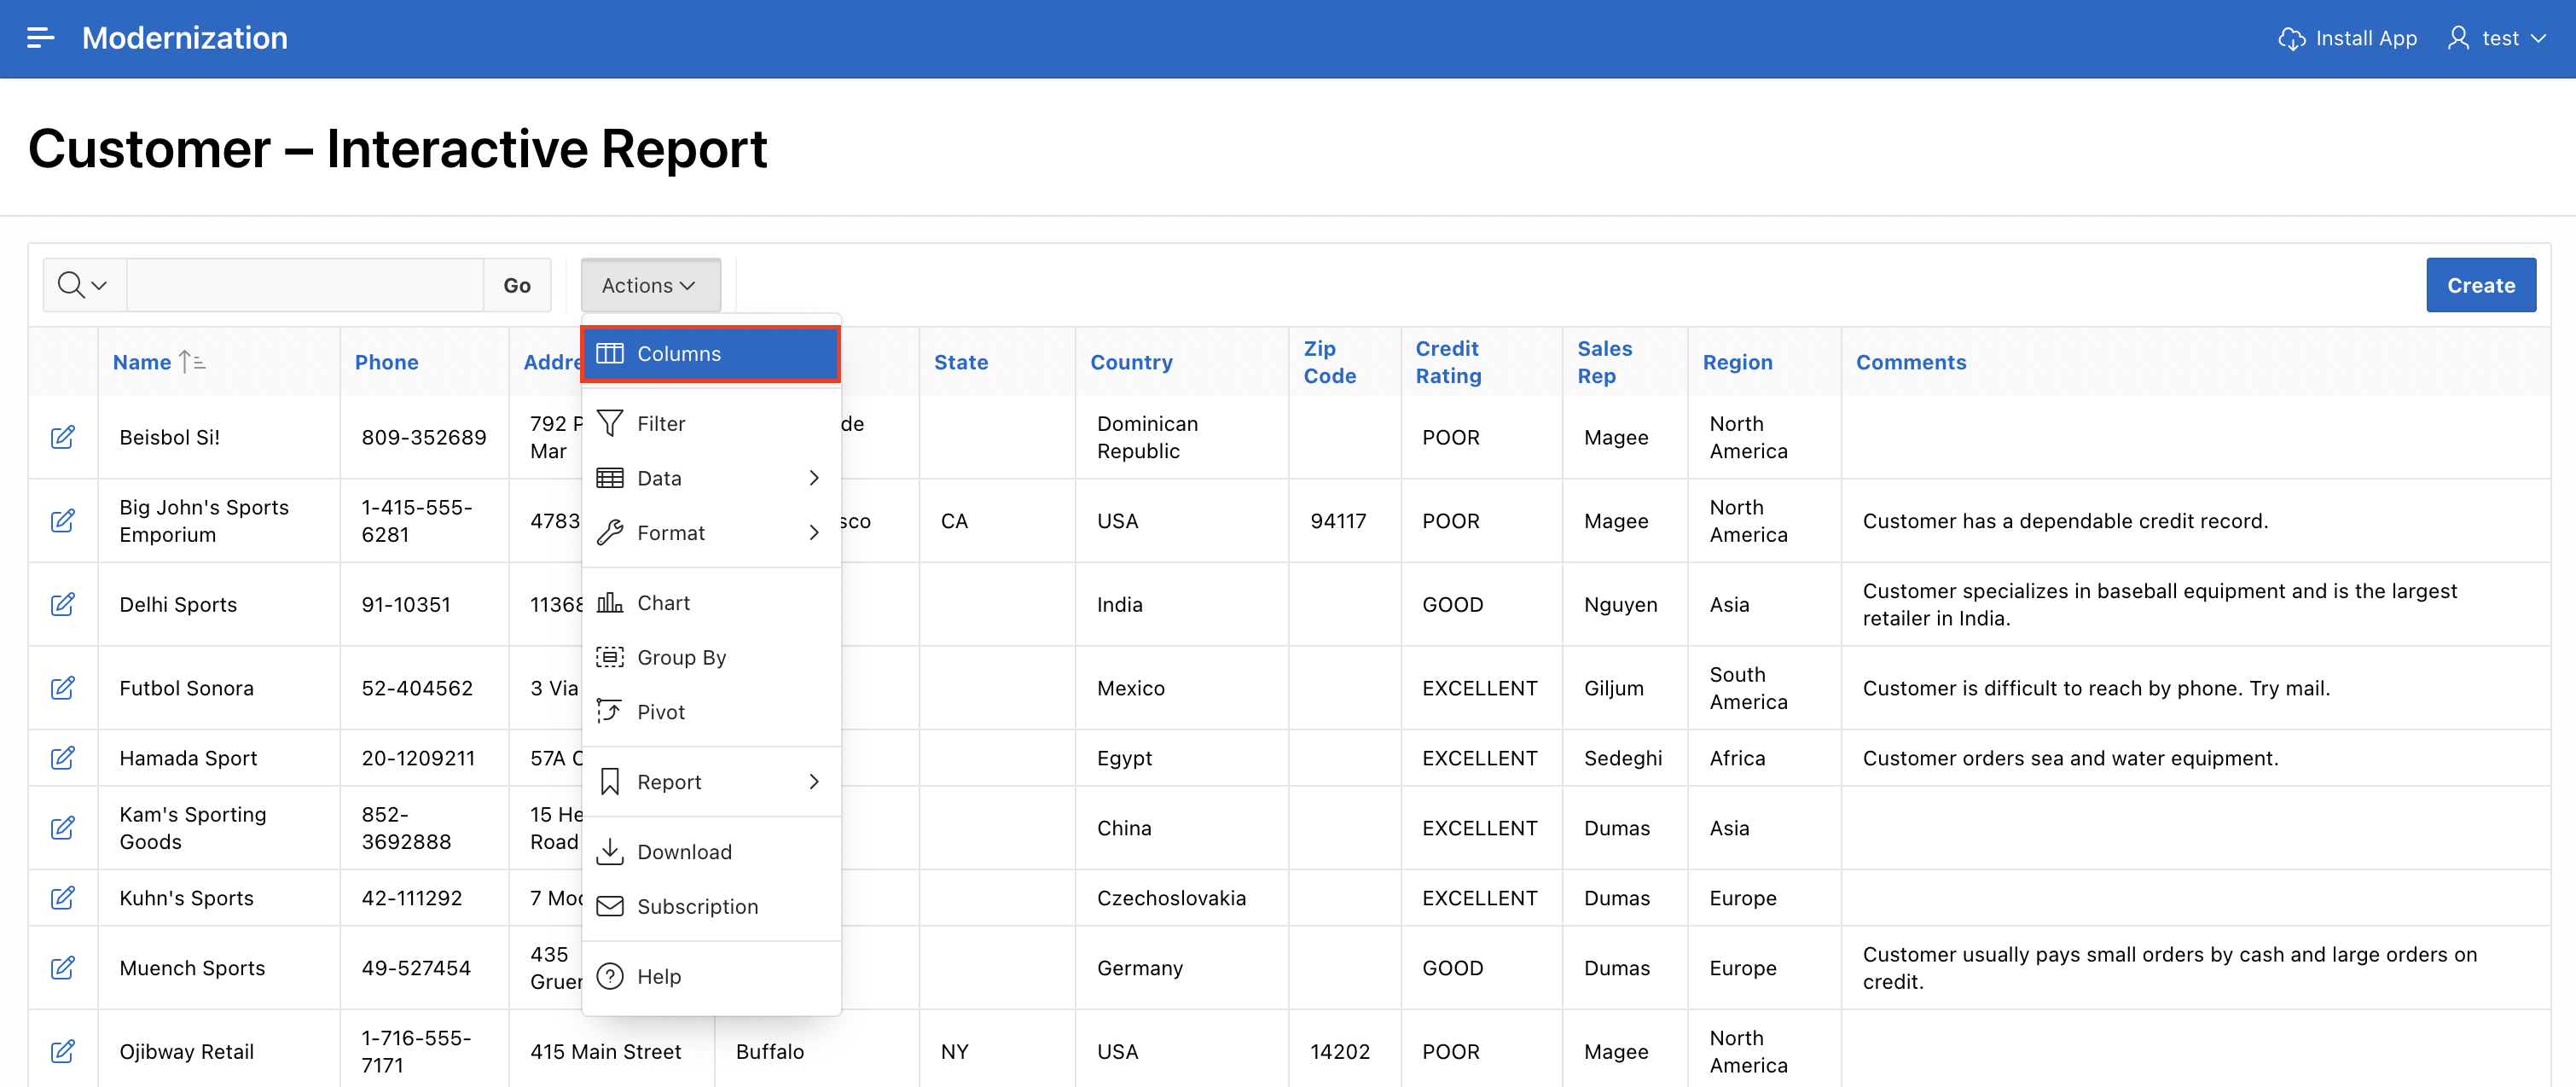 Modernization
Install App
test
Customer – Interactive Report
Go
Actions
Create
Columns
Filter
Data
Format
Chart
Group By
Pivot
Report
Download
Subscription
Help
Name Phone State Country Zip Code Credit Rating Sales Rep Region Comments
Beisbol Si! 809-352689 792 Mar de Dominican Republic POOR Magee North America
Big John's Sports Emporium 1-415-555-6281 4783 CA USA 94117 POOR Magee North America Customer has a dependable credit record.
Delhi Sports 91-10351 India GOOD Nguyen Asia Customer specializes in baseball equipment and is the largest retailer in India.
Futbol Sonora 52-404562 3 Via Mexico EXCELLENT Giljum South America Customer is difficult to reach by phone. Try mail.
Hamada Sport 20-1209211 57A Egypt EXCELLENT Sedeghi Africa Customer orders sea and water equipment.
Kam's Sporting Goods 852-3692888 15 He Road China EXCELLENT Dumas Asia
Kuhn's Sports 42-111292 7 Czechoslovakia EXCELLENT Dumas Europe
Muench Sports 49-527454 435 Germany GOOD Dumas Europe Customer usually pays small orders by cash and large orders on credit.
Ojibway Retail 1-716-555-7171 415 Main Street Buffalo NY USA 14202 POOR Magee North America